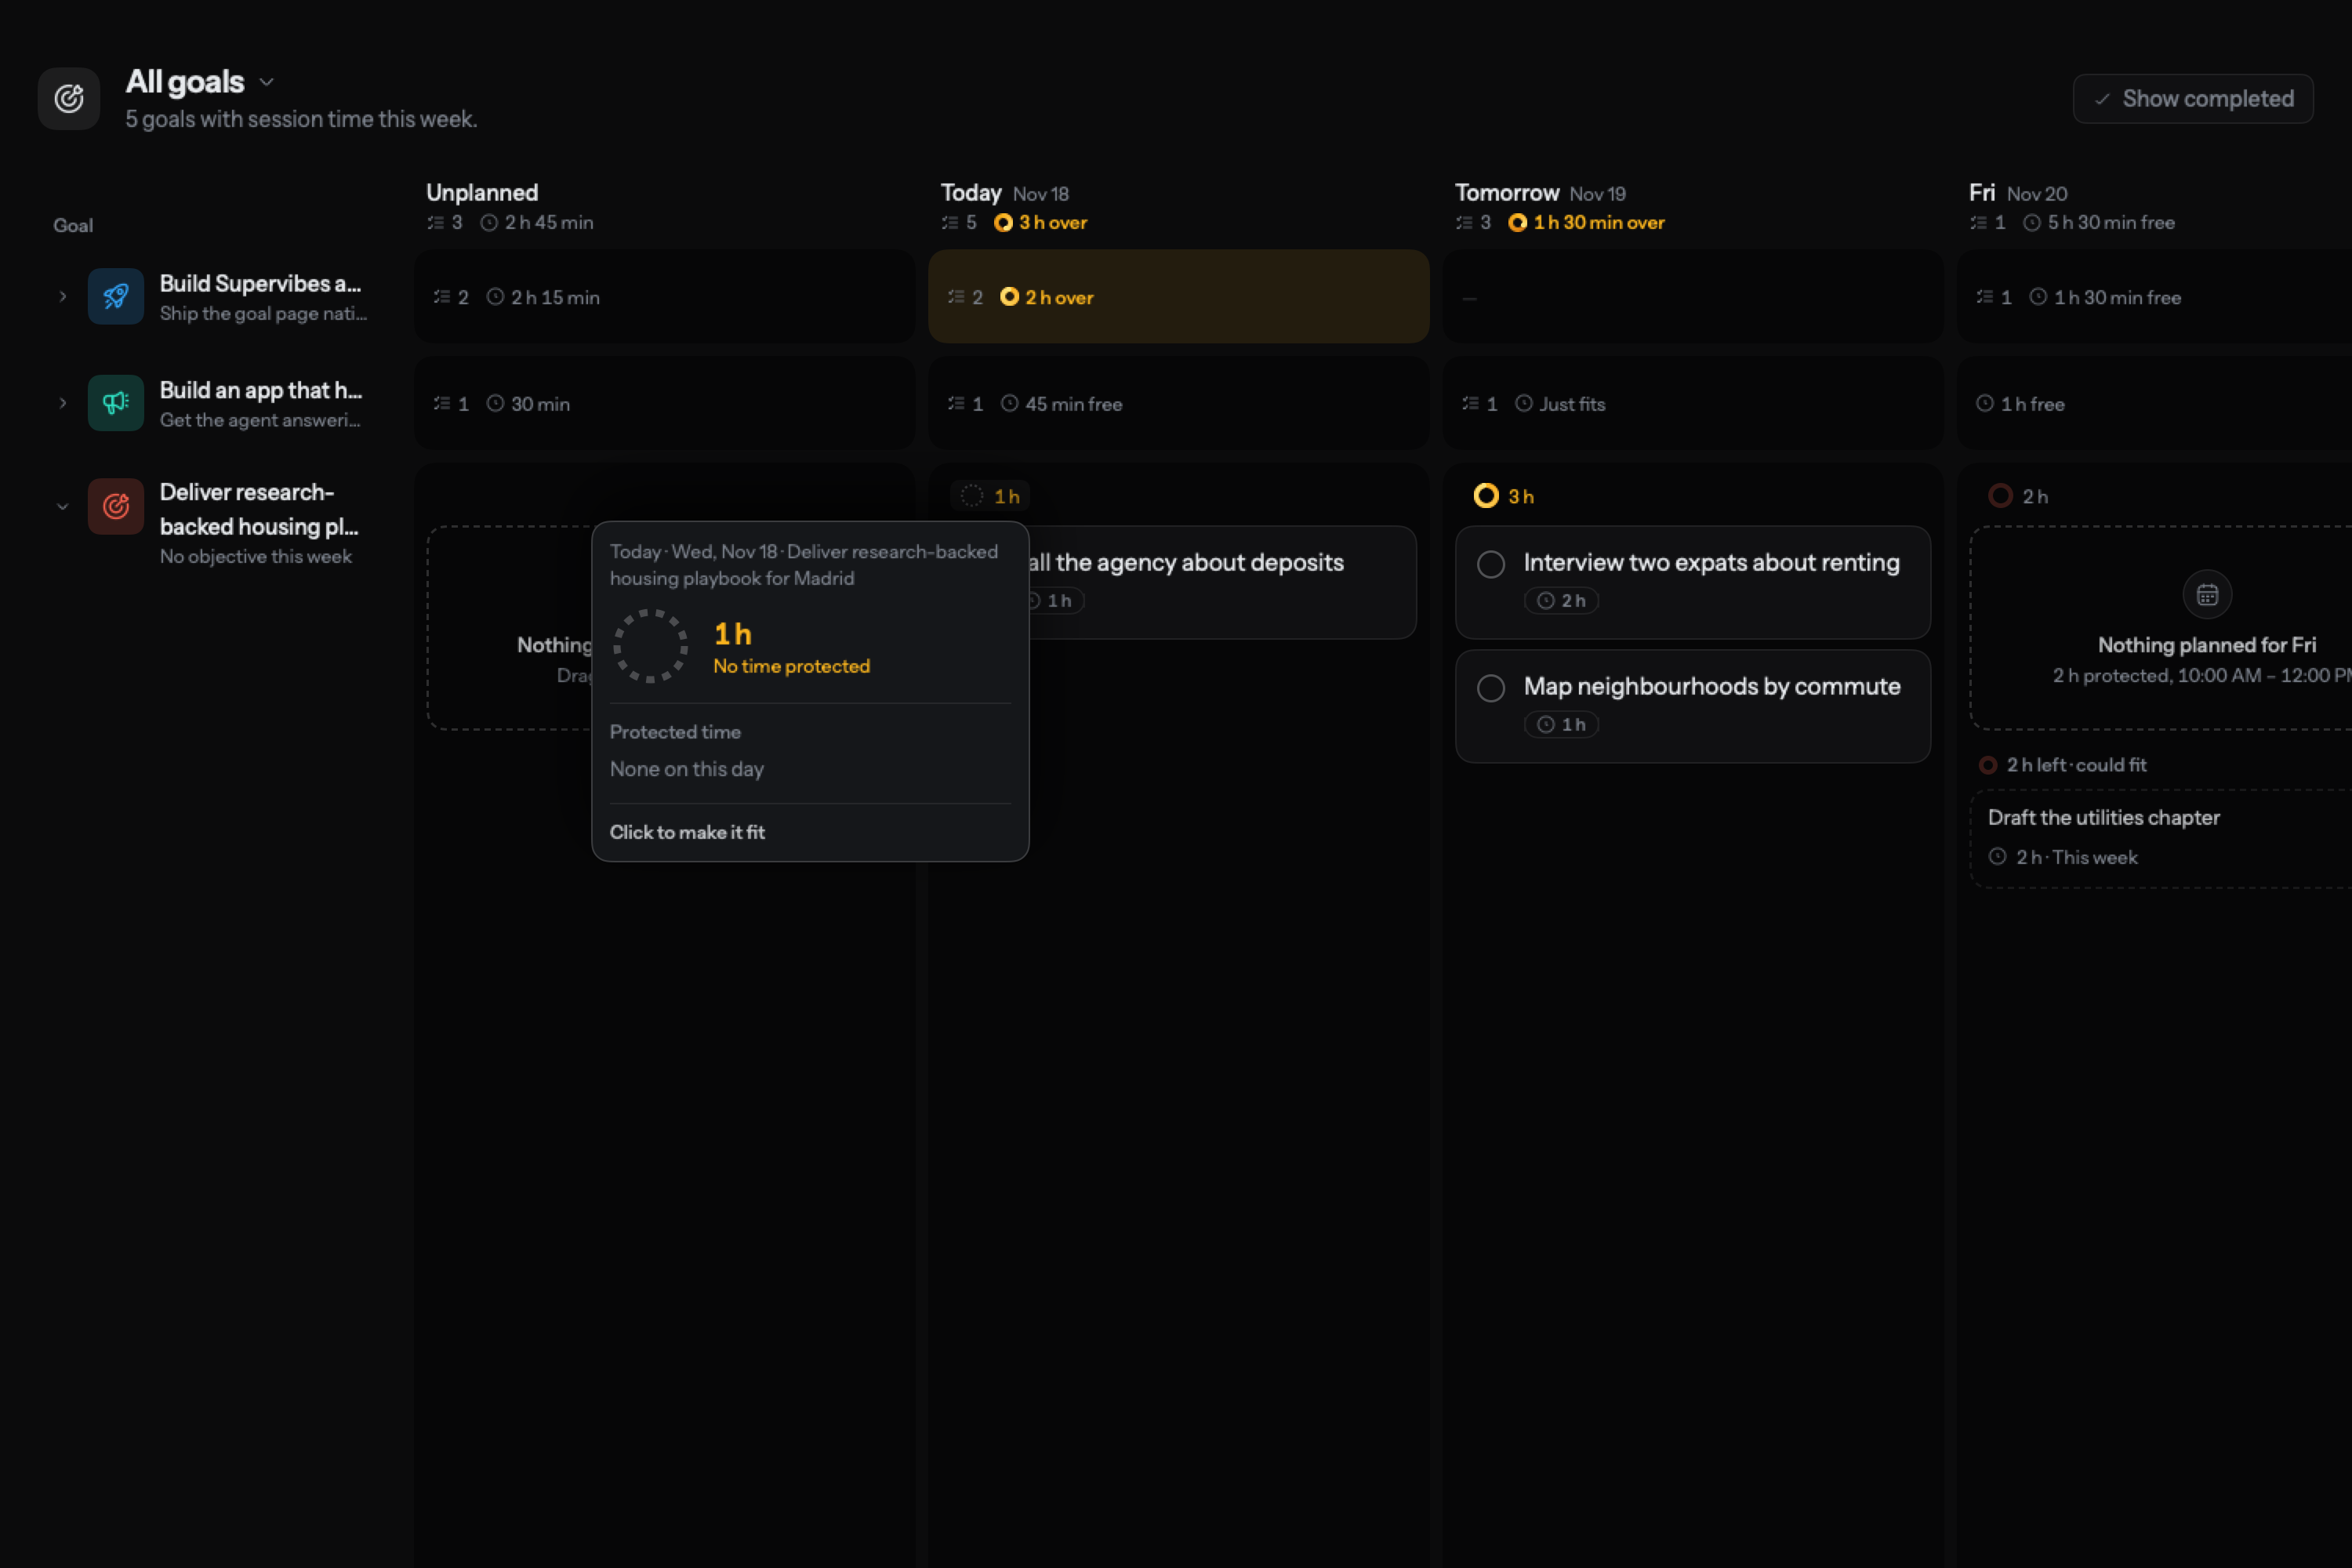 All goals
5 goals with session time this week.
Show completed
Goal
Unplanned
3 2 h 45 min
Today Nov 18
5 3 h over
Tomorrow Nov 19
3 1 h 30 min over
Fri Nov 20
1 5 h 30 min free
Build Supervibes a...
Ship the goal page nati...
2 2 h 15 min
2 2 h over
–
1 1 h 30 min free
Build an app that h...
Get the agent answeri...
1 30 min
1 45 min free
1 Just fits
1 h free
Deliver research-
backed housing pl...
No objective this week
Nothing
Drag
1 h
all the agency about deposits
1 h
Today · Wed, Nov 18 · Deliver research-backed
housing playbook for Madrid
1 h
No time protected
Protected time
None on this day
Click to make it fit
3 h
Interview two expats about renting
2 h
Map neighbourhoods by commute
1 h
2 h
Nothing planned for Fri
2 h protected, 10:00 AM – 12:00 PM
2 h left · could fit
Draft the utilities chapter
2 h · This week